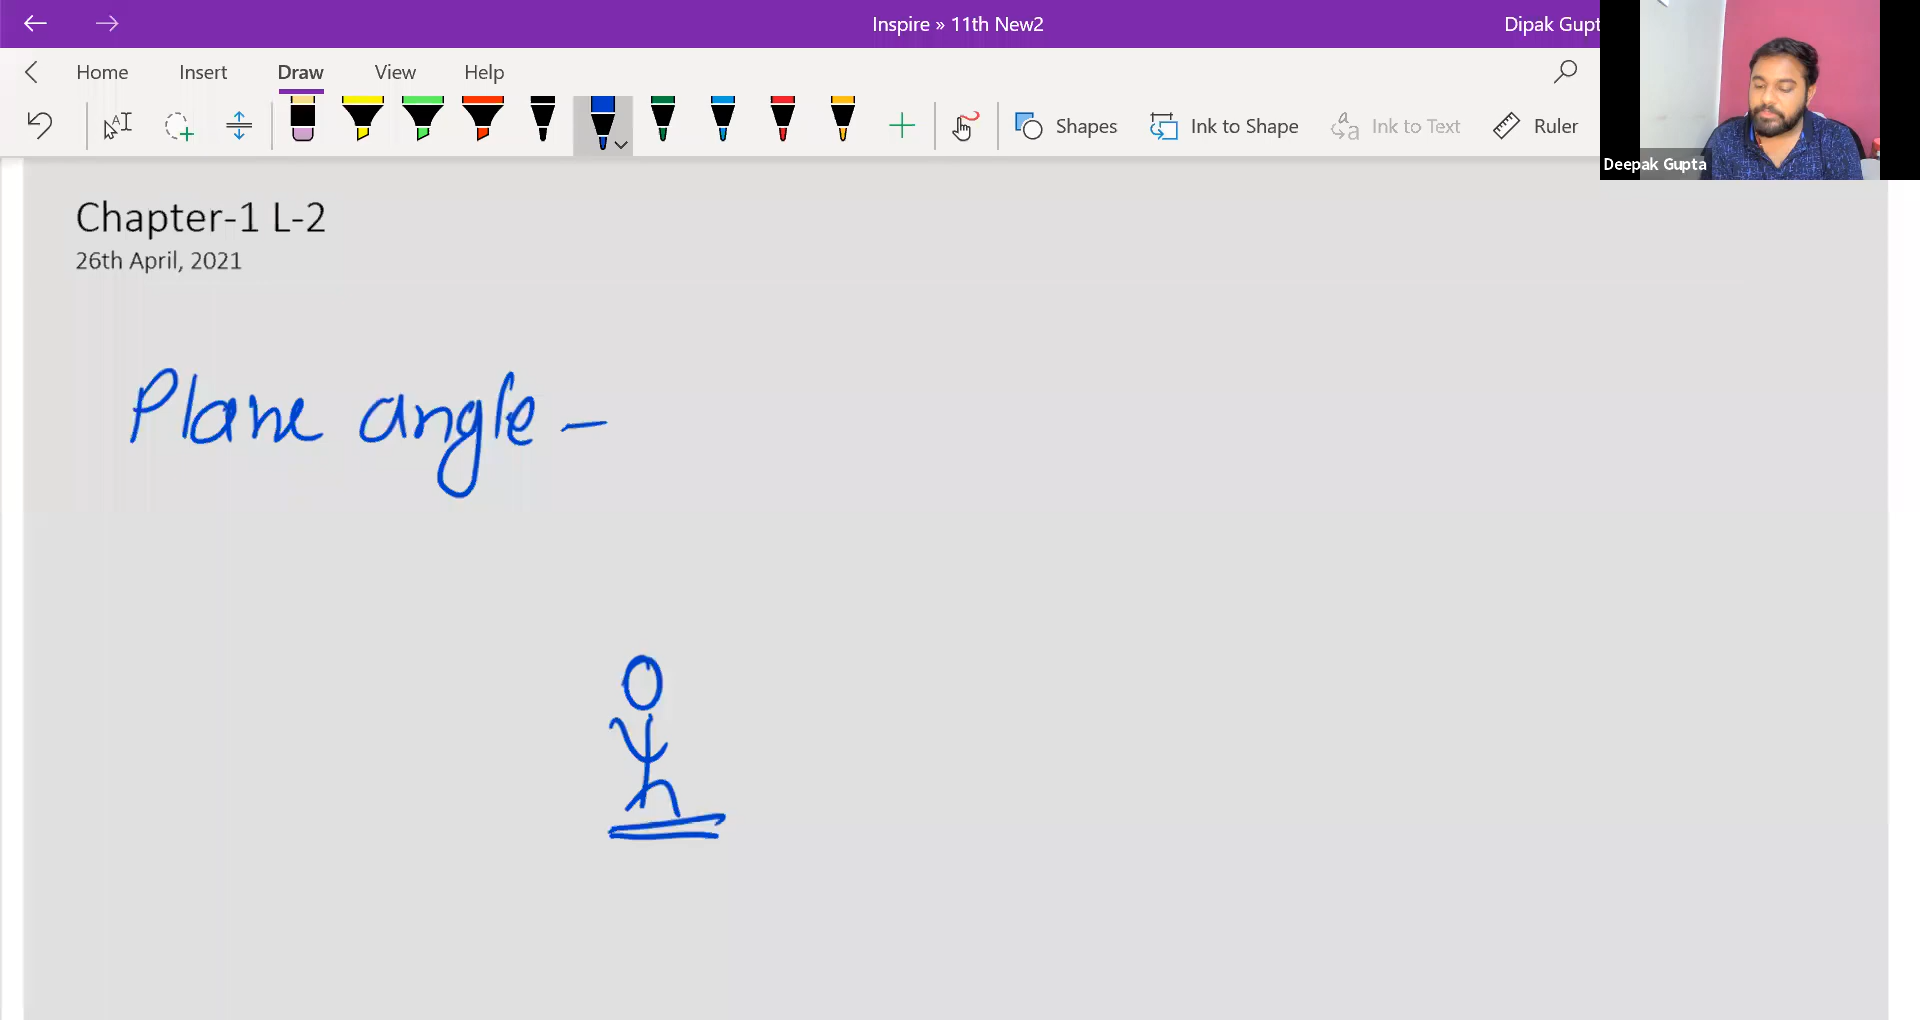 Inspire » 11th New2
Dipak Gupt
Home Insert Draw View Help
Shapes Ink to Shape Ink to Text Ruler
Deepak Gupta
Chapter-1 L-2
26th April, 2021
Plane angle –